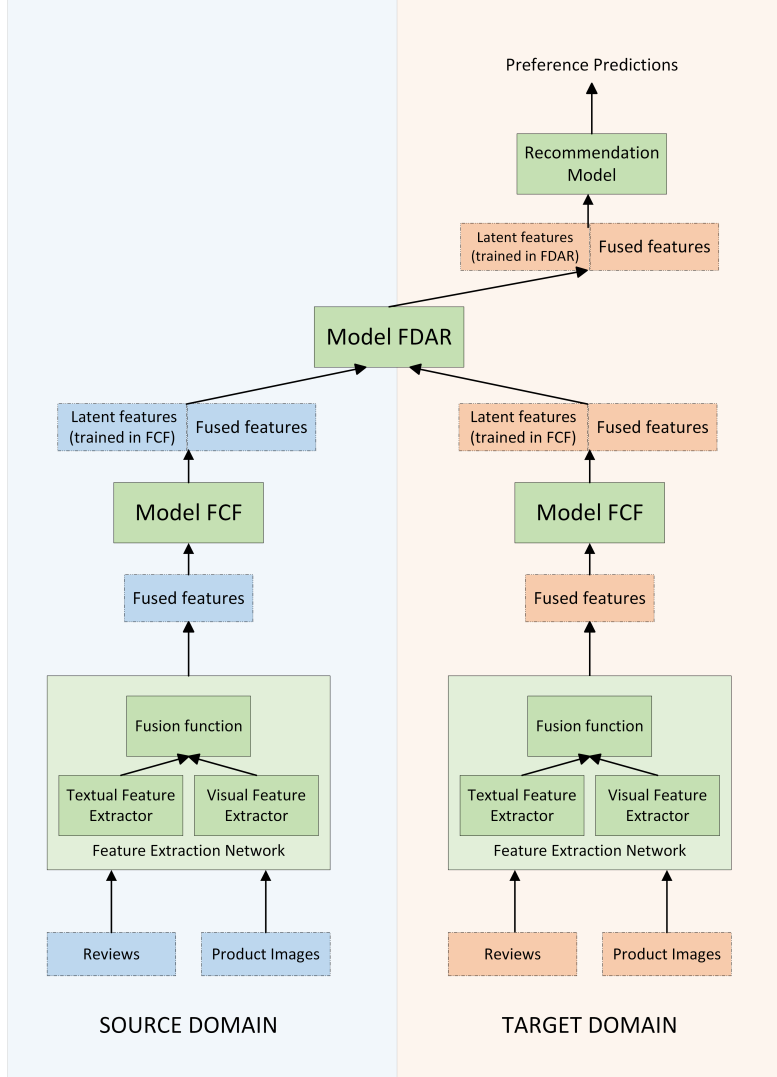 Preference Predictions
Recommendation
Model
Latent features
(trained in FDAR)
Fused features
Model FDAR
Latent features
(trained in FCF)
Fused features
Latent features
(trained in FCF)
Fused features
Model FCF
Model FCF
Fused features
Fused features
Fusion function
Textual Feature
Extractor
Visual Feature
Extractor
Feature Extraction Network
Fusion function
Textual Feature
Extractor
Visual Feature
Extractor
Feature Extraction Network
Reviews
Product Images
Reviews
Product Images
SOURCE DOMAIN
TARGET DOMAIN